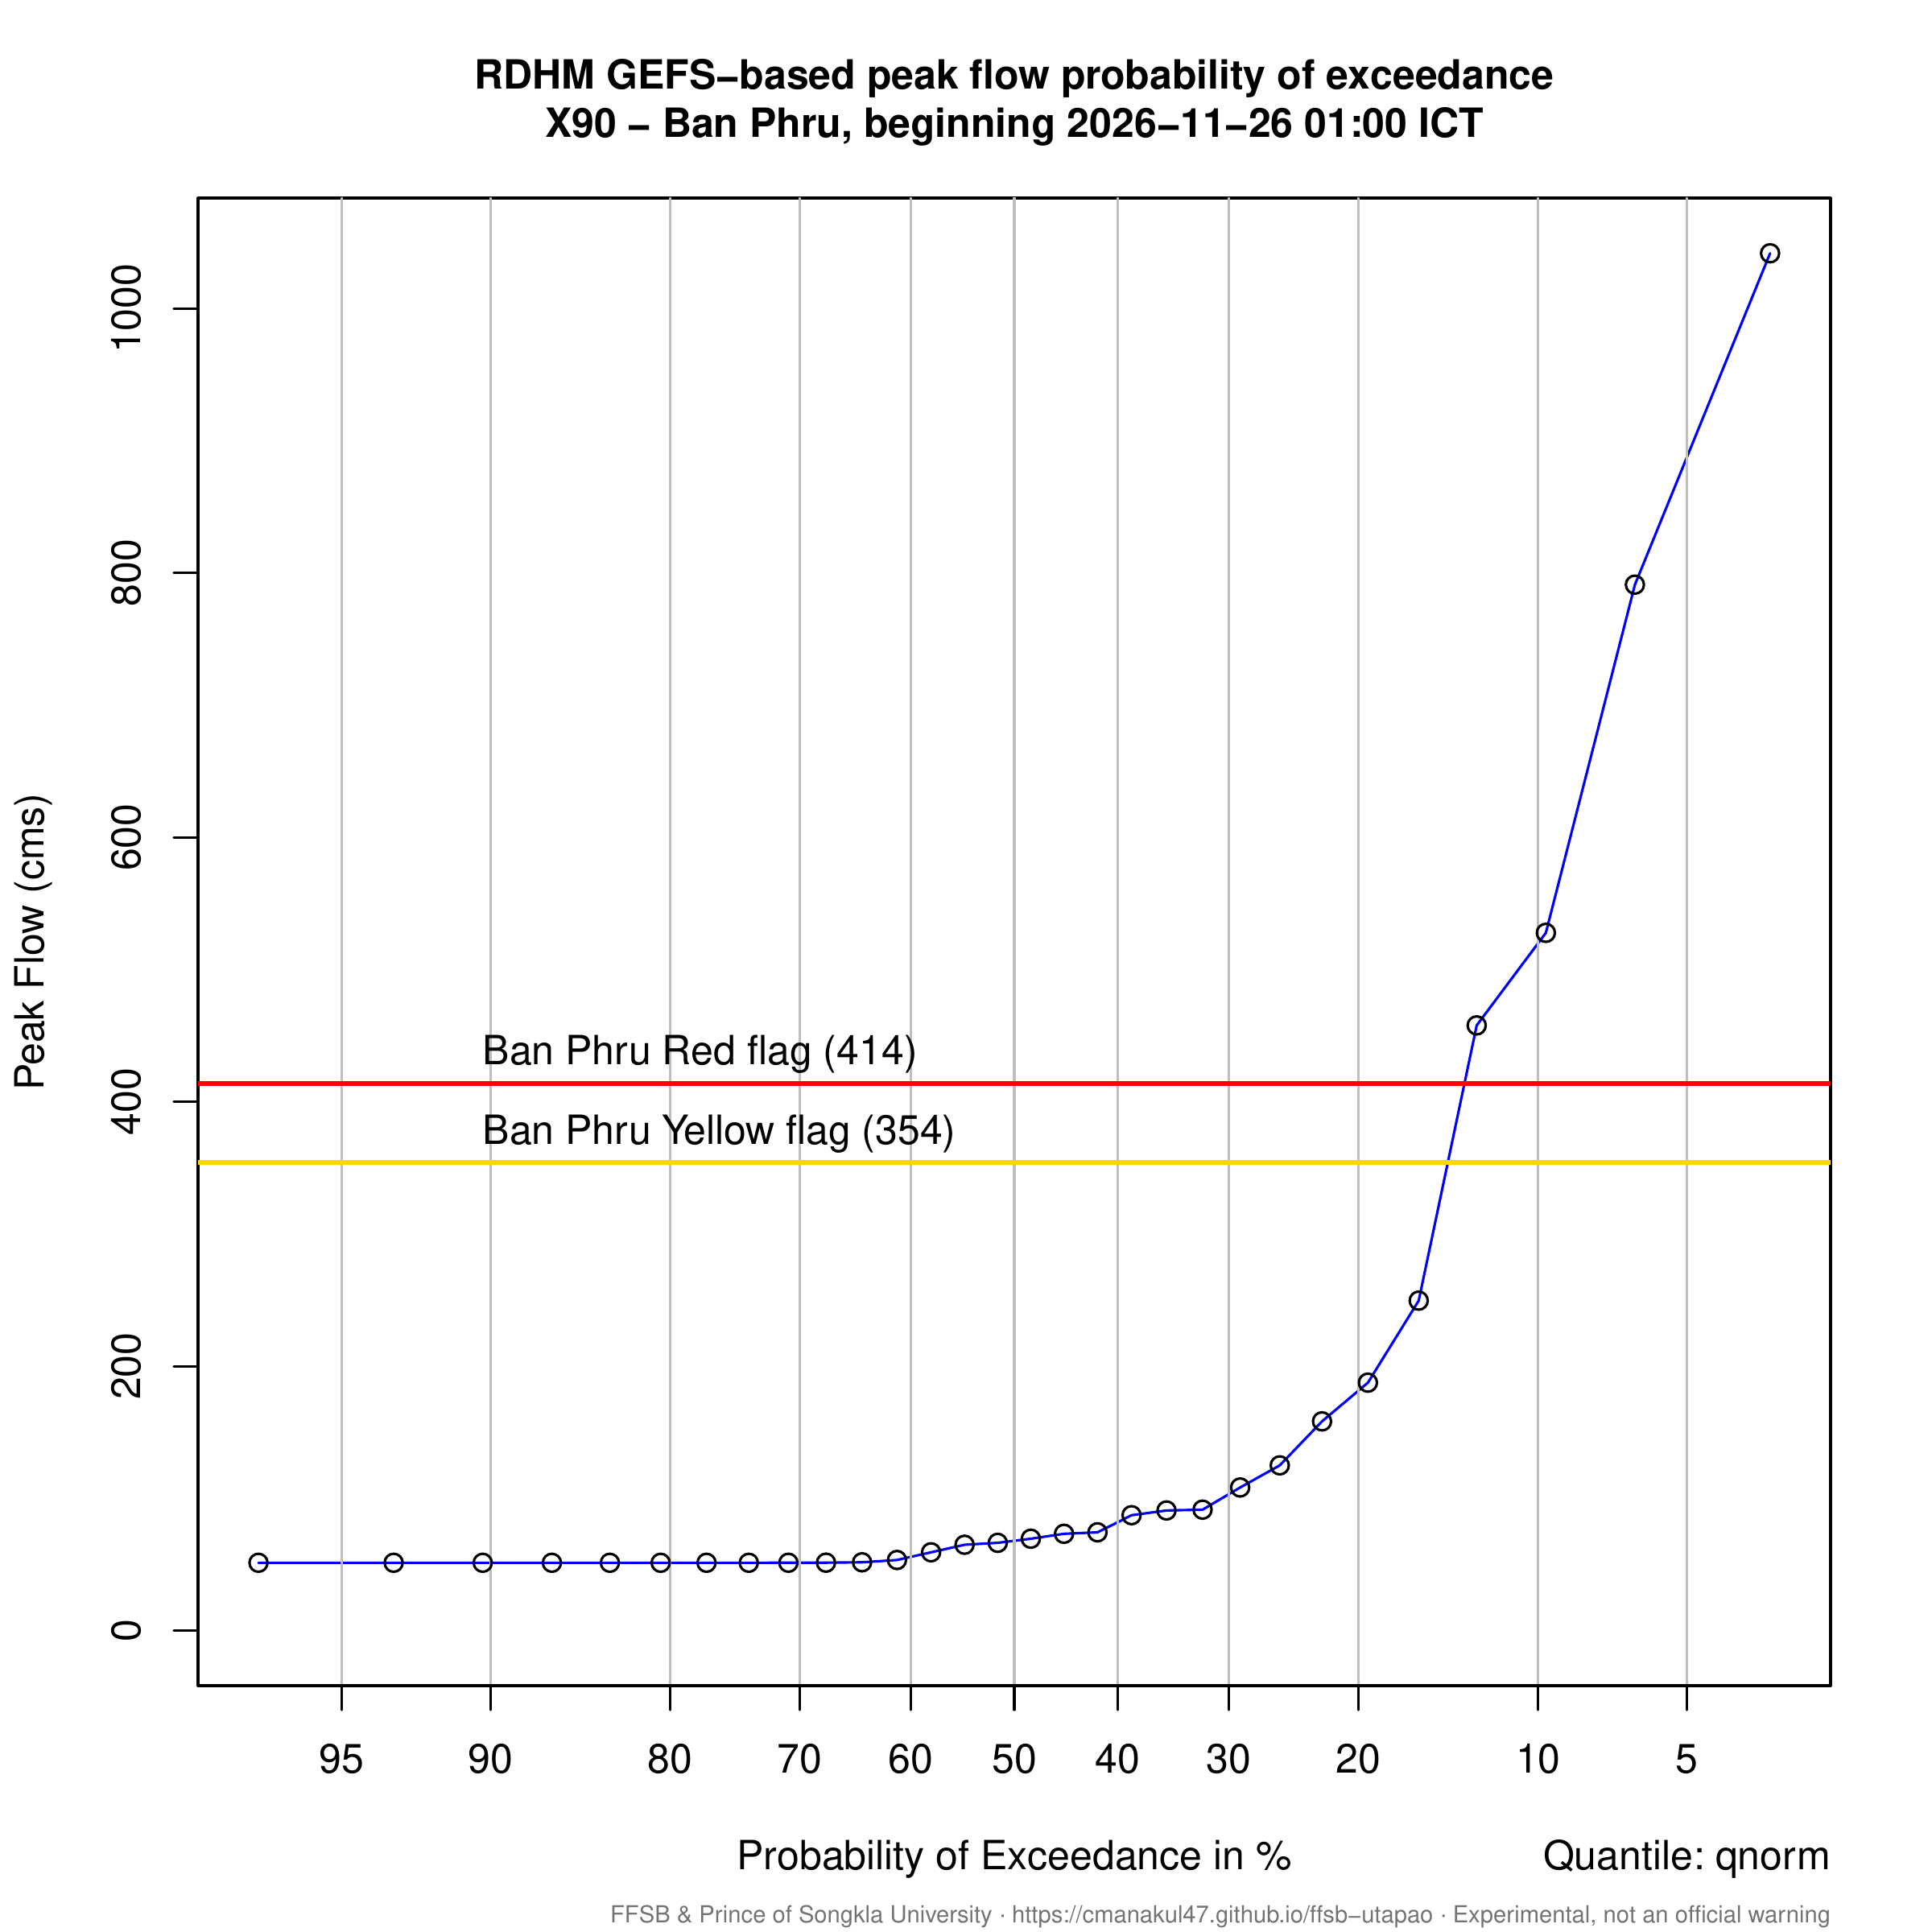 RDHM GEFS−based peak flow probability of exceedance
X90 − Ban Phru, beginning 2026−11−26 01:00 ICT
Peak Flow (cms)
1000
800
600
400
200
0
Ban Phru Red flag (414)
Ban Phru Yellow flag (354)
95 90 80 70 60 50 40 30 20 10 5
Probability of Exceedance in %
Quantile: qnorm
FFSB & Prince of Songkla University · https://cmanakul47.github.io/ffsb−utapao · Experimental, not an official warning